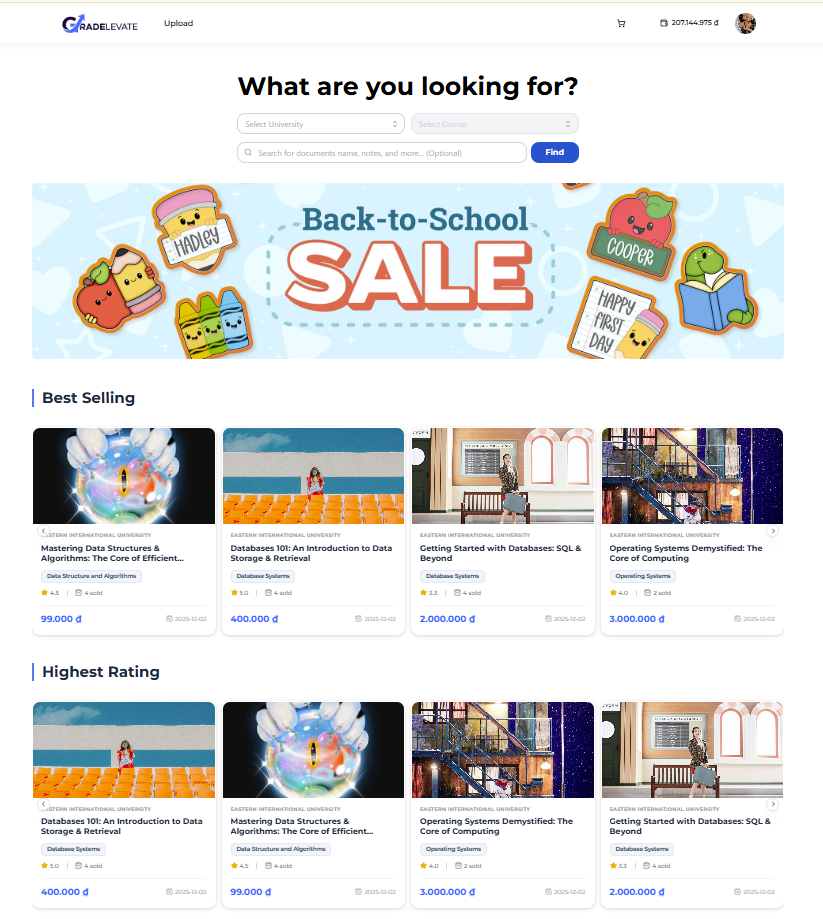 GRADELEVATE
Upload
207.144.975 ₫
What are you looking for?
Select University
Select Course
Search for documents name, notes, and more... (Optional)
Find
Back-to-School
SALE
HADLEY
COOPER
HAPPY
FIRST
DAY
Best Selling
EASTERN INTERNATIONAL UNIVERSITY
Mastering Data Structures &
Algorithms: The Core of Efficient...
Data Structure and Algorithms
4.5 | 4 sold
99.000 ₫ 2025-12-02
EASTERN INTERNATIONAL UNIVERSITY
Databases 101: An Introduction to Data
Storage & Retrieval
Database Systems
5.0 | 4 sold
400.000 ₫ 2025-12-02
EASTERN INTERNATIONAL UNIVERSITY
Getting Started with Databases: SQL &
Beyond
Database Systems
3.3 | 4 sold
2.000.000 ₫ 2025-12-02
EASTERN INTERNATIONAL UNIVERSITY
Operating Systems Demystified: The
Core of Computing
Operating Systems
4.0 | 2 sold
3.000.000 ₫ 2025-12-02
Highest Rating
EASTERN INTERNATIONAL UNIVERSITY
Databases 101: An Introduction to Data
Storage & Retrieval
Database Systems
5.0 | 4 sold
400.000 ₫ 2025-12-02
EASTERN INTERNATIONAL UNIVERSITY
Mastering Data Structures &
Algorithms: The Core of Efficient...
Data Structure and Algorithms
4.5 | 4 sold
99.000 ₫ 2025-12-02
EASTERN INTERNATIONAL UNIVERSITY
Operating Systems Demystified: The
Core of Computing
Operating Systems
4.0 | 2 sold
3.000.000 ₫ 2025-12-02
EASTERN INTERNATIONAL UNIVERSITY
Getting Started with Databases: SQL &
Beyond
Database Systems
3.3 | 4 sold
2.000.000 ₫ 2025-12-02